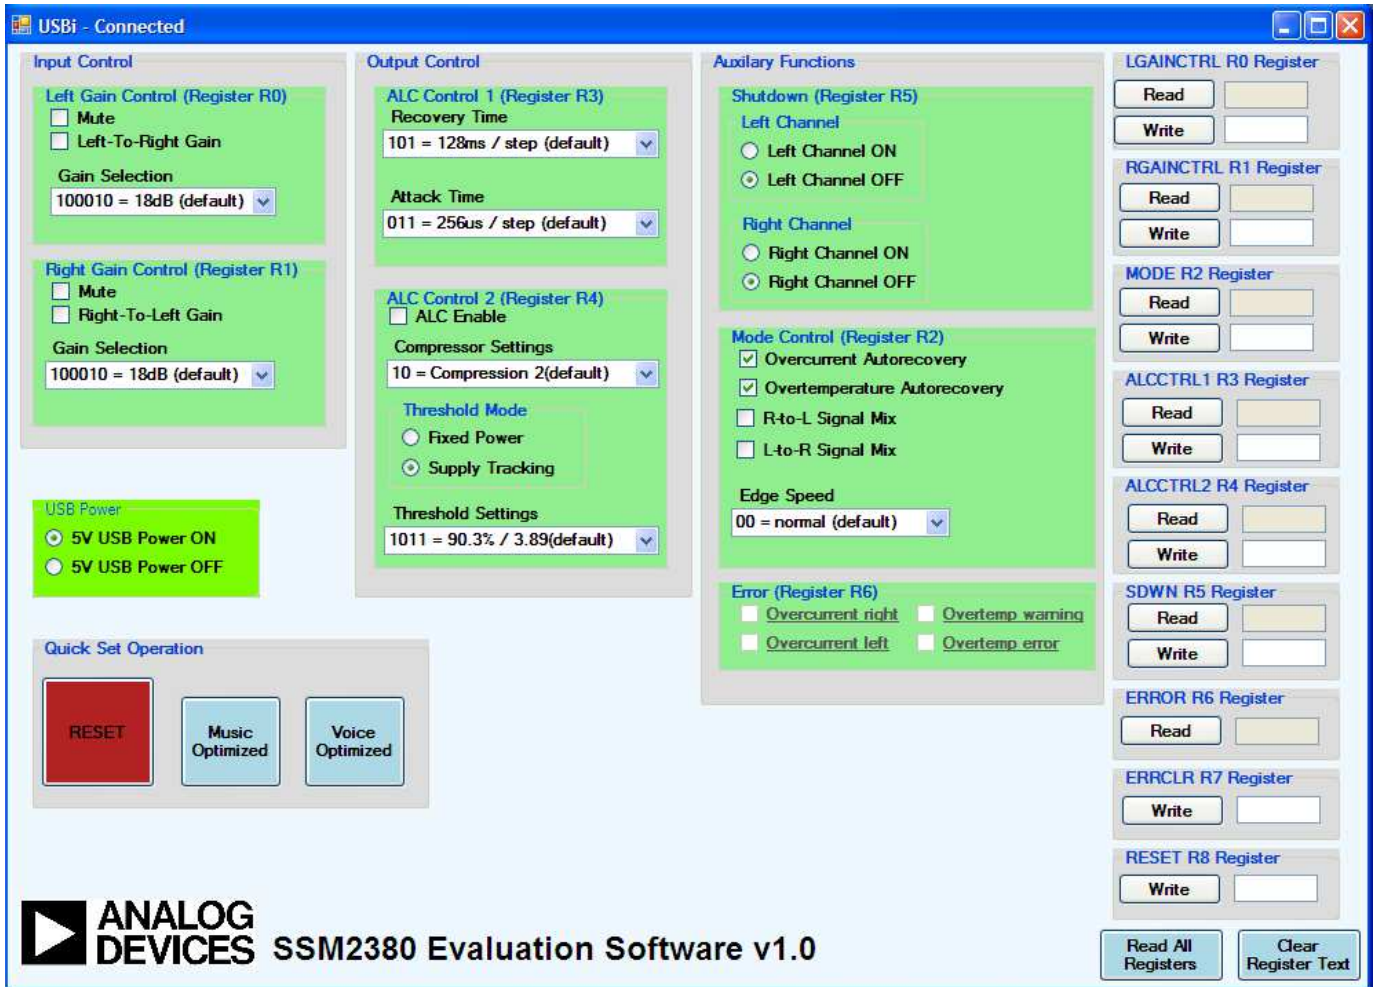 USBi - Connected
Input Control
Left Gain Control (Register R0)
Mute
Left-To-Right Gain
Gain Selection
100010 = 18dB (default)
Right Gain Control (Register R1)
Mute
Right-To-Left Gain
Gain Selection
100010 = 18dB (default)
USB Power
5V USB Power ON
5V USB Power OFF
Quick Set Operation
RESET
Music
Optimized
Voice
Optimized
Output Control
ALC Control 1 (Register R3)
Recovery Time
101 = 128ms / step (default)
Attack Time
011 = 256us / step (default)
ALC Control 2 (Register R4)
ALC Enable
Compressor Settings
10 = Compression 2(default)
Threshold Mode
Fixed Power
Supply Tracking
Threshold Settings
1011 = 90.3% / 3.89(default)
Auxilary Functions
Shutdown (Register R5)
Left Channel
Left Channel ON
Left Channel OFF
Right Channel
Right Channel ON
Right Channel OFF
Mode Control (Register R2)
Overcurrent Autorecovery
Overtemperature Autorecovery
R-to-L Signal Mix
L-to-R Signal Mix
Edge Speed
00 = normal (default)
Error (Register R6)
Overcurrent right
Overtemp warning
Overcurrent left
Overtemp error
LGAINCTRL R0 Register
Read
Write
RGAINCTRL R1 Register
Read
Write
MODE R2 Register
Read
Write
ALCCTRL1 R3 Register
Read
Write
ALCCTRL2 R4 Register
Read
Write
SDWN R5 Register
Read
Write
ERROR R6 Register
Read
ERRCLR R7 Register
Write
RESET R8 Register
Write
ANALOG
DEVICES
SSM2380 Evaluation Software v1.0
Read All
Registers
Clear
Register Text